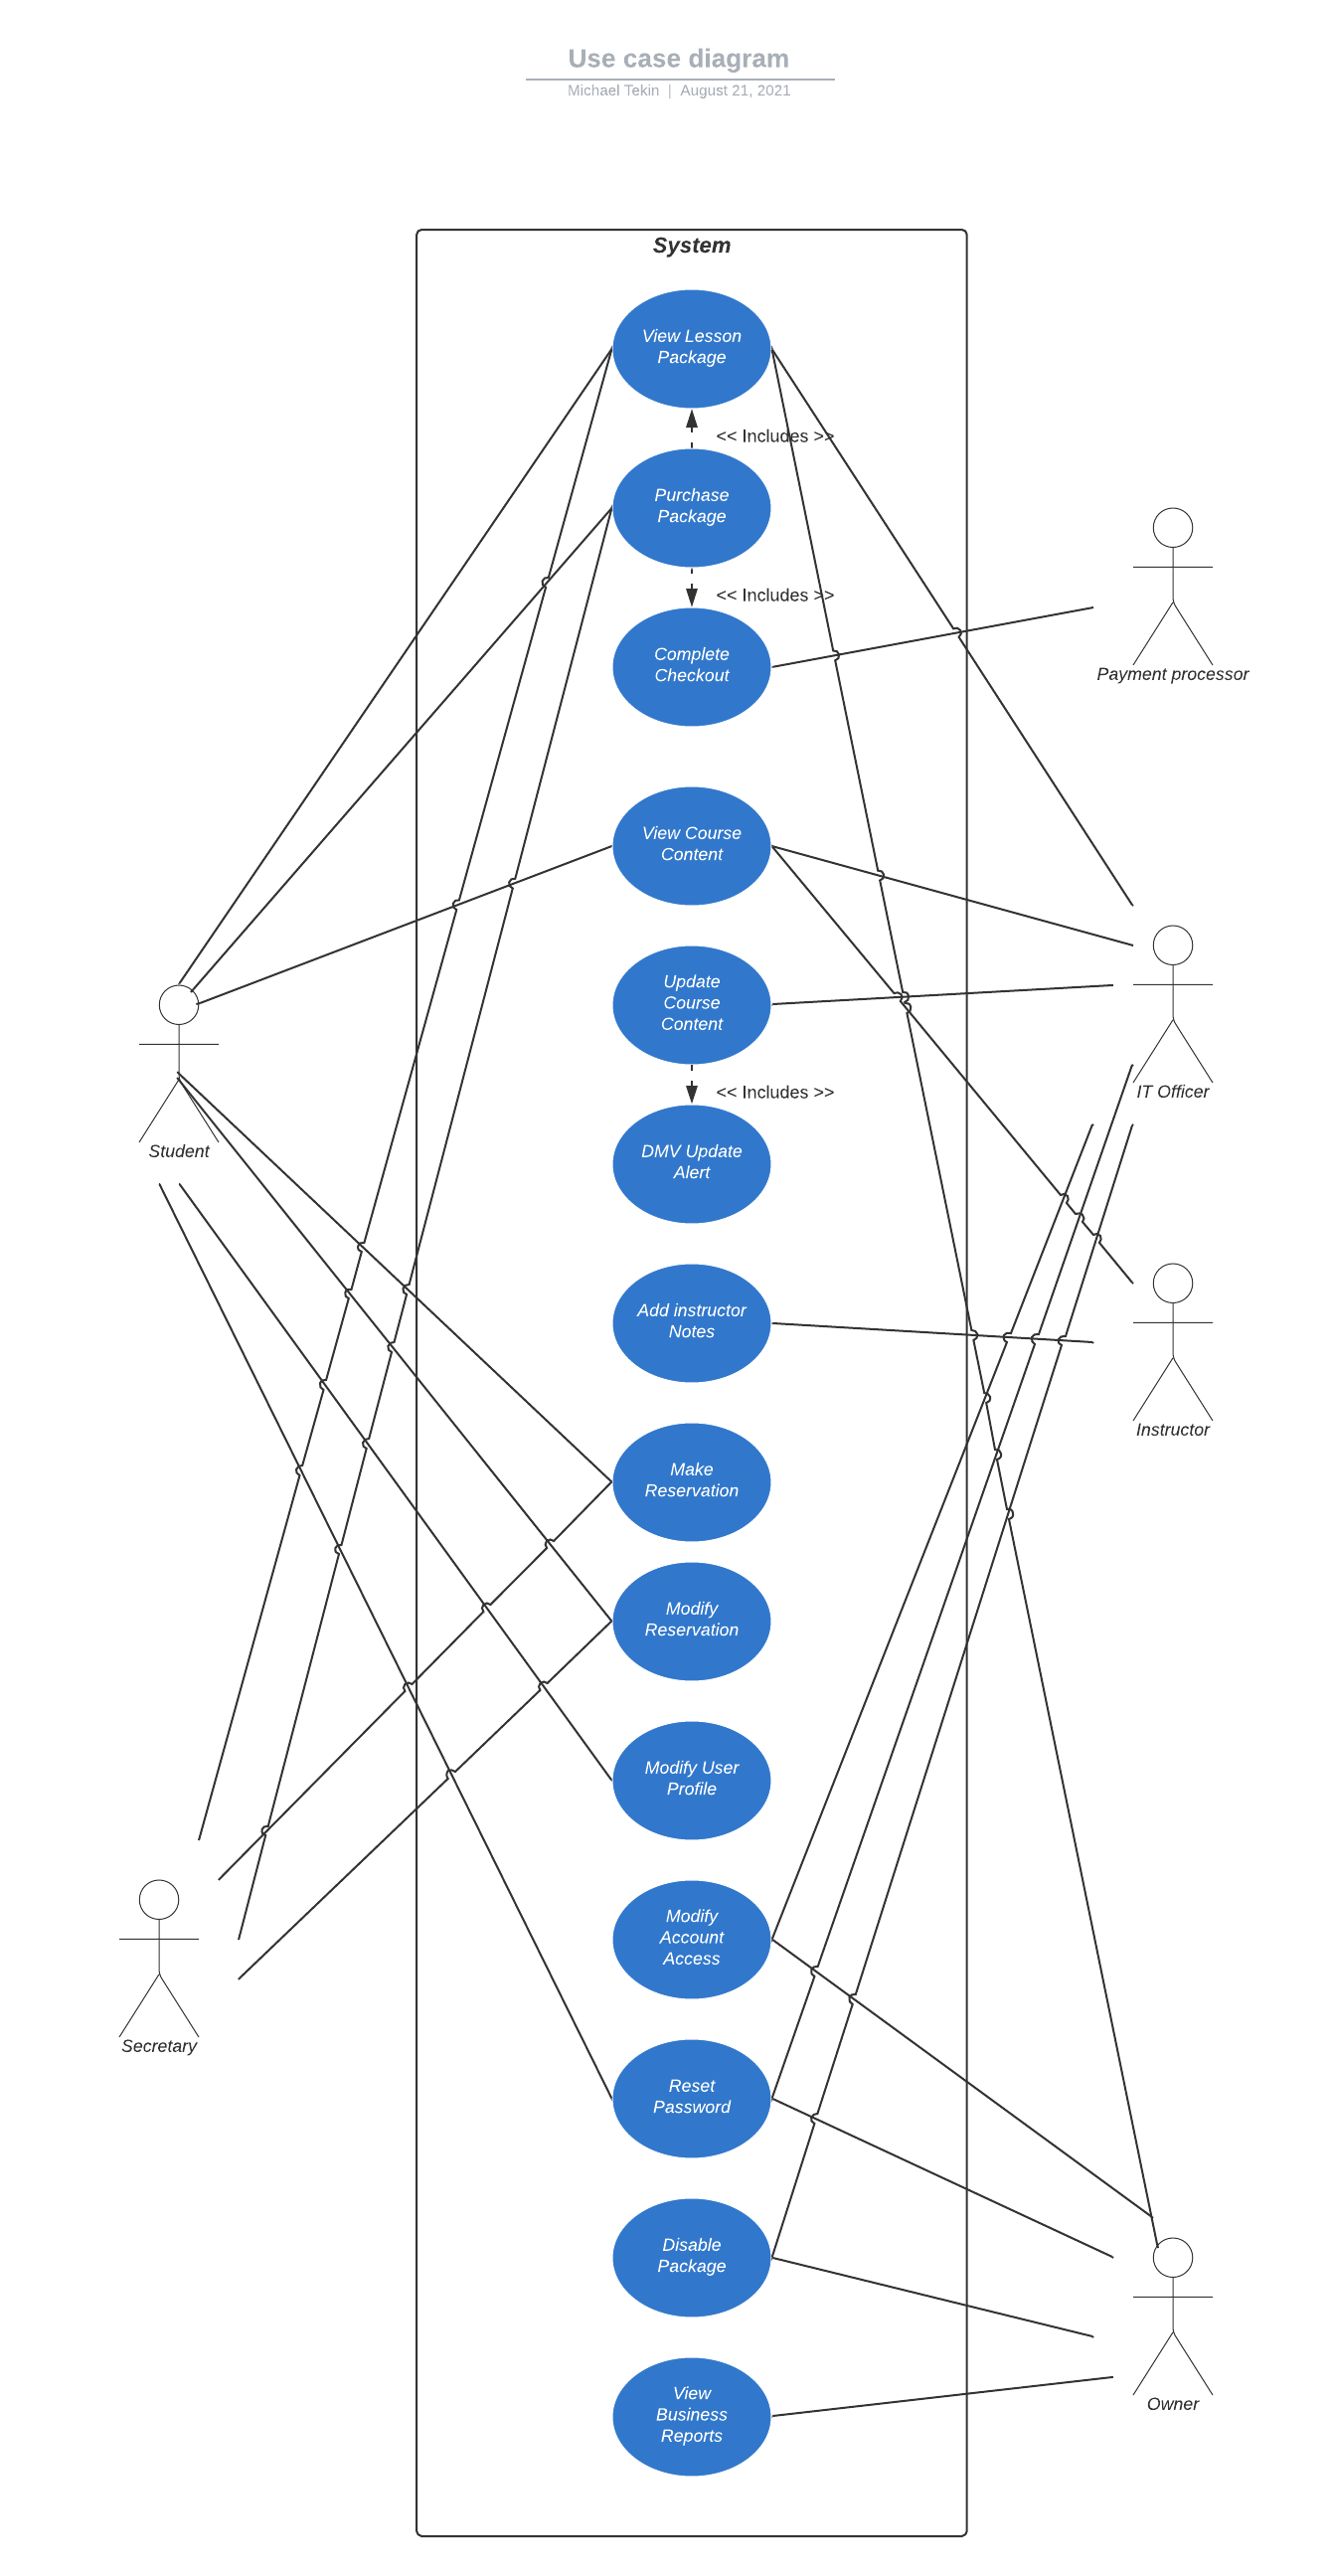 Use case diagram
Michael Tekin | August 21, 2021
System
View Lesson
Package
<< Includes >>
Purchase
Package
<< Includes >>
Complete
Checkout
Payment processor
View Course
Content
Update
Course
Content
<< Includes >>
IT Officer
DMV Update
Alert
Student
Add instructor
Notes
Instructor
Make
Reservation
Modify
Reservation
Modify User
Profile
Modify
Account
Access
Secretary
Reset
Password
Disable
Package
Owner
View
Business
Reports